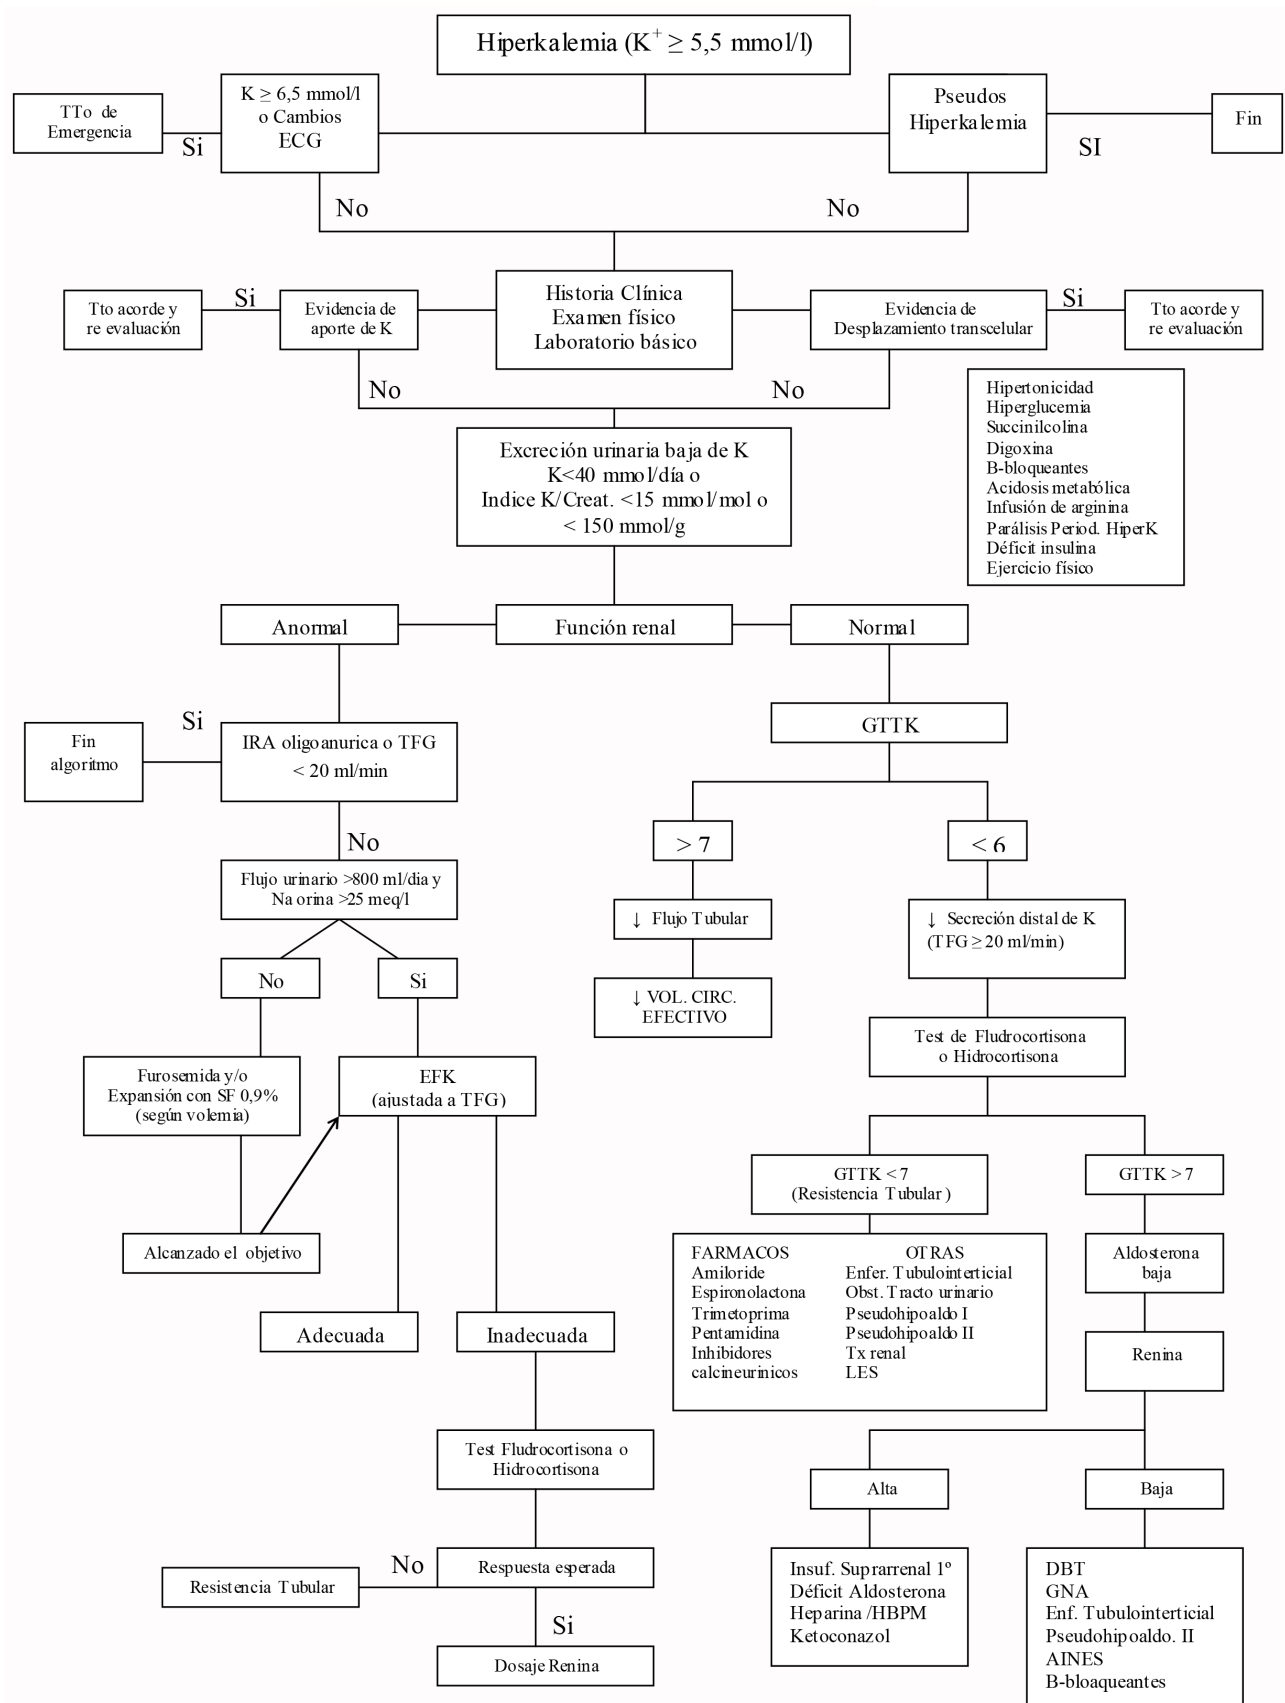 Hiperkalemia (K+ ≥ 5,5 mmol/l)
TTo de
Emergencia
Si
K ≥ 6,5 mmol/l
o Cambios
ECG
Pseudos
Hiperkalemia
SI
Fin
No
No
Tto acorde y
re evaluación
Si
Evidencia de
aporte de K
Historia Clínica
Examen físico
Laboratorio básico
Evidencia de
Desplazamiento transcelular
Si
Tto acorde y
re evaluación
No
No
Hipertonicidad
Hiperglucemia
Succinilcolina
Digoxina
B-bloqueantes
Acidosis metabólica
Infusión de arginina
Parálisis Period. HiperK
Déficit insulina
Ejercicio físico
Excreción urinaria baja de K
K<40 mmol/día o
Indice K/Creat. <15 mmol/mol o
< 150 mmol/g
Anormal
Función renal
Normal
Si
Fin
algoritmo
IRA oligoanurica o TFG
< 20 ml/min
GTTK
No
> 7
< 6
Flujo urinario >800 ml/dia y
Na orina >25 meq/l
↓ Flujo Tubular
↓ Secreción distal de K
(TFG ≥ 20 ml/min)
No
Si
↓ VOL. CIRC.
EFECTIVO
Test de Fludrocortisona
o Hidrocortisona
Furosemida y/o
Expansión con SF 0,9%
(según volemia)
EFK
(ajustada a TFG)
GTTK < 7
(Resistencia Tubular )
GTTK > 7
Alcanzado el objetivo
FARMACOS
Amiloride
Espironolactona
Trimetoprima
Pentamidina
Inhibidores
calcineurinicos
OTRAS
Enfer. Tubulointerticial
Obst. Tracto urinario
Pseudohipoaldo I
Pseudohipoaldo II
Tx renal
LES
Aldosterona
baja
Adecuada
Inadecuada
Renina
Test Fludrocortisona o
Hidrocortisona
Alta
Baja
Resistencia Tubular
No
Respuesta esperada
Si
Dosaje Renina
Insuf. Suprarrenal 1º
Déficit Aldosterona
Heparina /HBPM
Ketoconazol
DBT
GNA
Enf. Tubulointerticial
Pseudohipoaldo. II
AINES
B-bloaqueantes